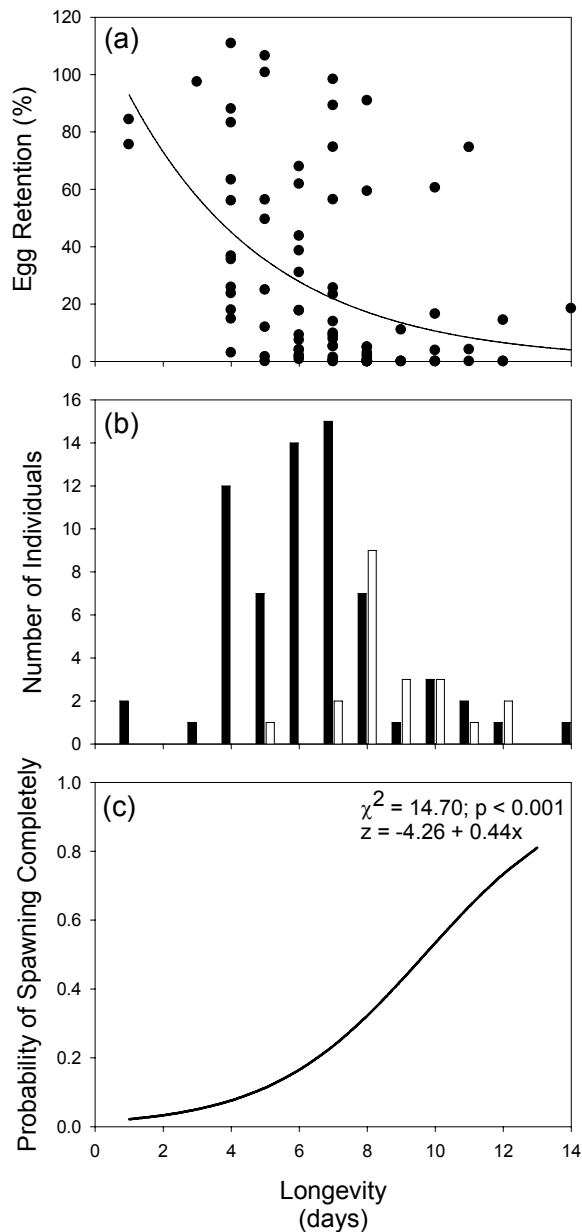 (a)
Egg Retention (%)
120
100
80
60
40
20
0
(b)
Number of Individuals
16
14
12
10
8
6
4
2
0
(c)
χ² = 14.70; p < 0.001
z = -4.26 + 0.44x
Probability of Spawning Completely
1.0
0.8
0.6
0.4
0.2
0.0
0 2 4 6 8 10 12 14
Longevity
(days)